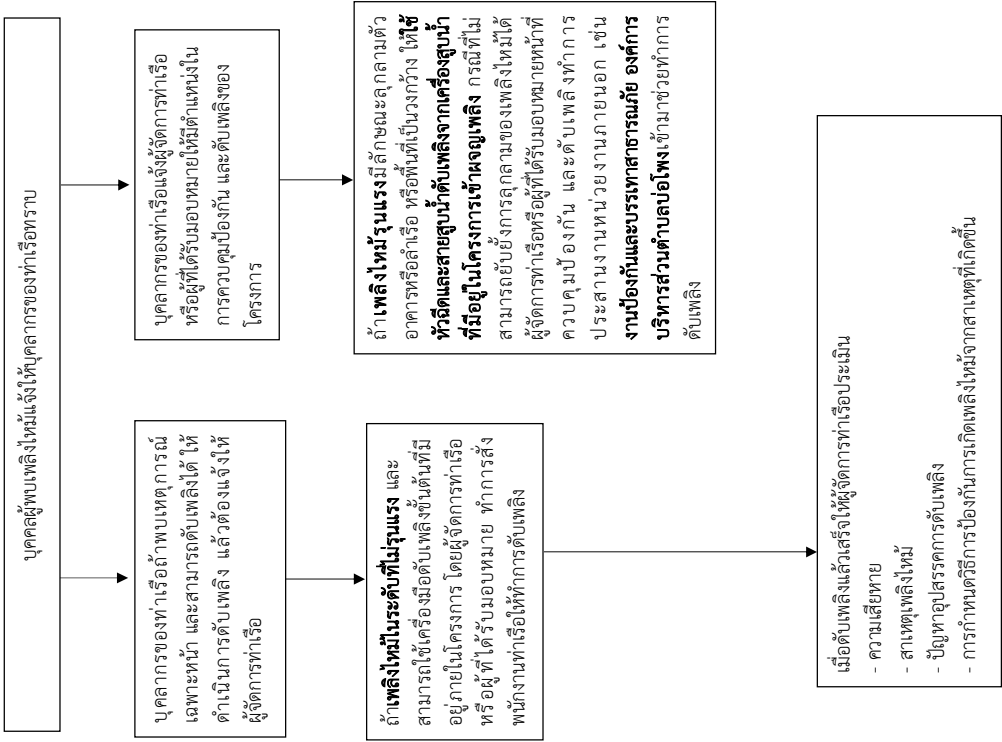 บุคคลผู้พบเพลิงไหม้แจ้งให้บุคลากรของท่าเรือทราบ
บุคลากรของท่าเรือถ้าพบเหตุการณ์
เฉพาะหน้า และสามารถดับเพลิงได้ ให้
ดำเนินการดับเพลิง แล้วต้องแจ้งให้
ผู้จัดการท่าเรือ
บุคลากรของท่าเรือแจ้งผู้จัดการท่าเรือ
หรือผู้ที่ได้รับมอบหมายให้มีตำแหน่งใน
การควบคุมป้องกัน และดับเพลิงของ
โครงการ
ถ้าเพลิงไหม้ในระดับที่ไม่รุนแรง และ
สามารถใช้เครื่องมือดับเพลิงขั้นต้นที่มี
อยู่ภายในโครงการ โดยผู้จัดการท่าเรือ
หรือผู้ที่ได้รับมอบหมาย ทำการสั่ง
พนักงานท่าเรือให้ทำการดับเพลิง
ถ้าเพลิงไหม้รุนแรงมีลักษณะลุกลามตัว
อาคารหรือลำเรือ หรือพื้นที่เป็นวงกว้าง ให้ใช้
หัวฉีดและสายสูบน้ำดับเพลิงจากเครื่องสูบน้ำ
ที่มีอยู่ในโครงการเข้าผจญเพลิง กรณีที่ไม่
สามารถยับยั้งการลุกลามของเพลิงไหม้ได้
ผู้จัดการท่าเรือหรือผู้ที่ได้รับมอบหมายหน้าที่
ควบคุมป้องกัน และดับเพลิงทำการ
ประสานงานหน่วยงานภายนอก เช่น
งานป้องกันและบรรเทาสาธารณภัย องค์การ
บริหารส่วนตำบลบ่อโพงเข้ามาช่วยทำการ
ดับเพลิง
เมื่อดับเพลิงแล้วเสร็จให้ผู้จัดการท่าเรือประเมิน
- ความเสียหาย
- สาเหตุเพลิงไหม้
- ปัญหาอุปสรรคการดับเพลิง
- การกำหนดวิธีการป้องกันการเกิดเพลิงไหม้จากสาเหตุที่เกิดขึ้น